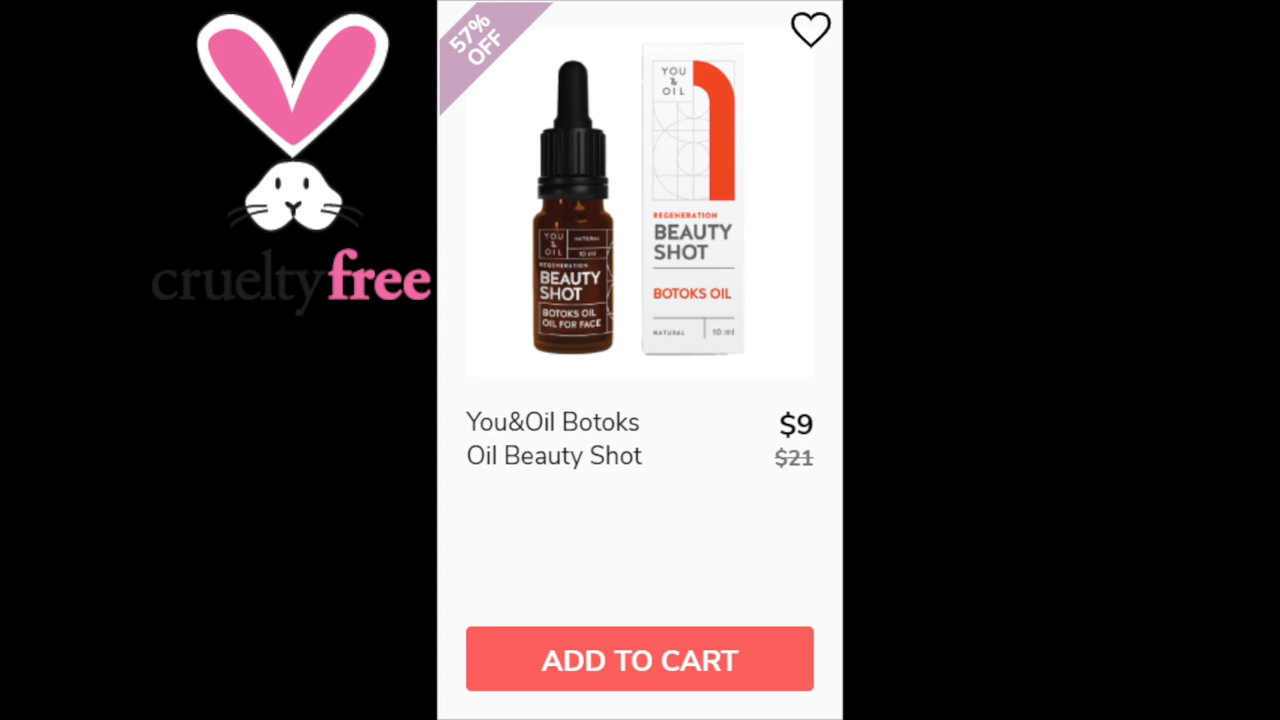 crueltyfree
57%
OFF
YOU
&
OIL
NATURAL
10 ml
REGENERATION
BEAUTY
SHOT
BOTOKS OIL
OIL FOR FACE
YOU
&
OIL
REGENERATION
BEAUTY
SHOT
BOTOKS OIL
NATURAL
10 ml
You&Oil Botoks
Oil Beauty Shot
$9
$21
ADD TO CART